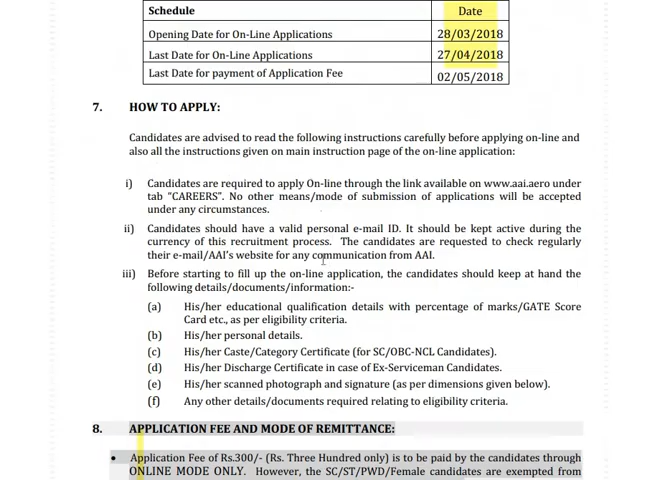 Schedule Date
Opening Date for On-Line Applications 28/03/2018
Last Date for On-Line Applications 27/04/2018
Last Date for payment of Application Fee 02/05/2018
7. HOW TO APPLY:
Candidates are advised to read the following instructions carefully before applying on-line and
also all the instructions given on main instruction page of the on-line application:
i) Candidates are required to apply On-line through the link available on www.aai.aero under
tab “CAREERS”. No other means/mode of submission of applications will be accepted
under any circumstances.
ii) Candidates should have a valid personal e-mail ID. It should be kept active during the
currency of this recruitment process. The candidates are requested to check regularly
their e-mail/AAI’s website for any communication from AAI.
iii) Before starting to fill up the on-line application, the candidates should keep at hand the
following details/documents/information:-
(a) His/her educational qualification details with percentage of marks/GATE Score
Card etc., as per eligibility criteria.
(b) His/her personal details.
(c) His/her Caste/Category Certificate (for SC/OBC-NCL Candidates).
(d) His/her Discharge Certificate in case of Ex-Serviceman Candidates.
(e) His/her scanned photograph and signature (as per dimensions given below).
(f) Any other details/documents required relating to eligibility criteria.
8. APPLICATION FEE AND MODE OF REMITTANCE:
• Application Fee of Rs.300/- (Rs. Three Hundred only) is to be paid by the candidates through
ONLINE MODE ONLY. However, the SC/ST/PWD/Female candidates are exempted from